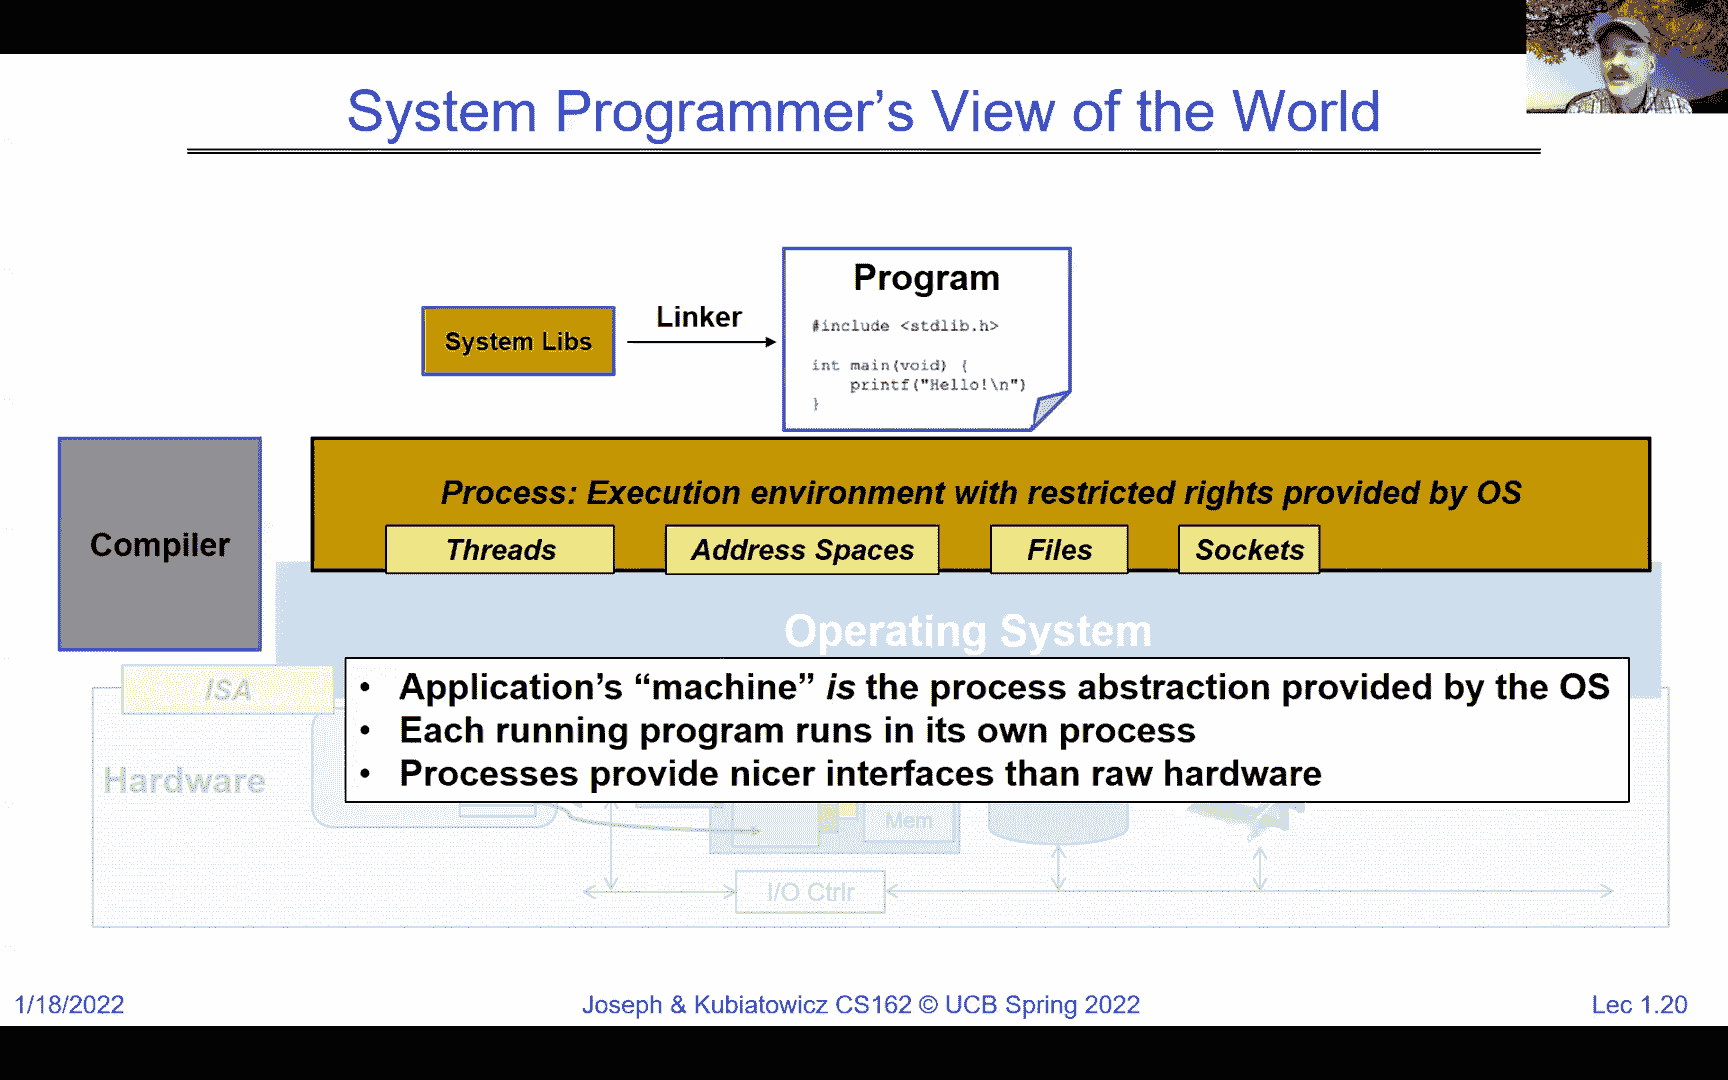 System Programmer’s View of the World
Program
Linker
System Libs
#include <stdlib.h>
int main(void) {
printf("Hello!\n")
}
Compiler
Process: Execution environment with restricted rights provided by OS
Threads
Address Spaces
Files
Sockets
Operating System
ISA
• Application’s “machine” is the process abstraction provided by the OS
• Each running program runs in its own process
• Processes provide nicer interfaces than raw hardware
Hardware
Mem
I/O Ctrlr
1/18/2022
Joseph & Kubiatowicz CS162 © UCB Spring 2022
Lec 1.20